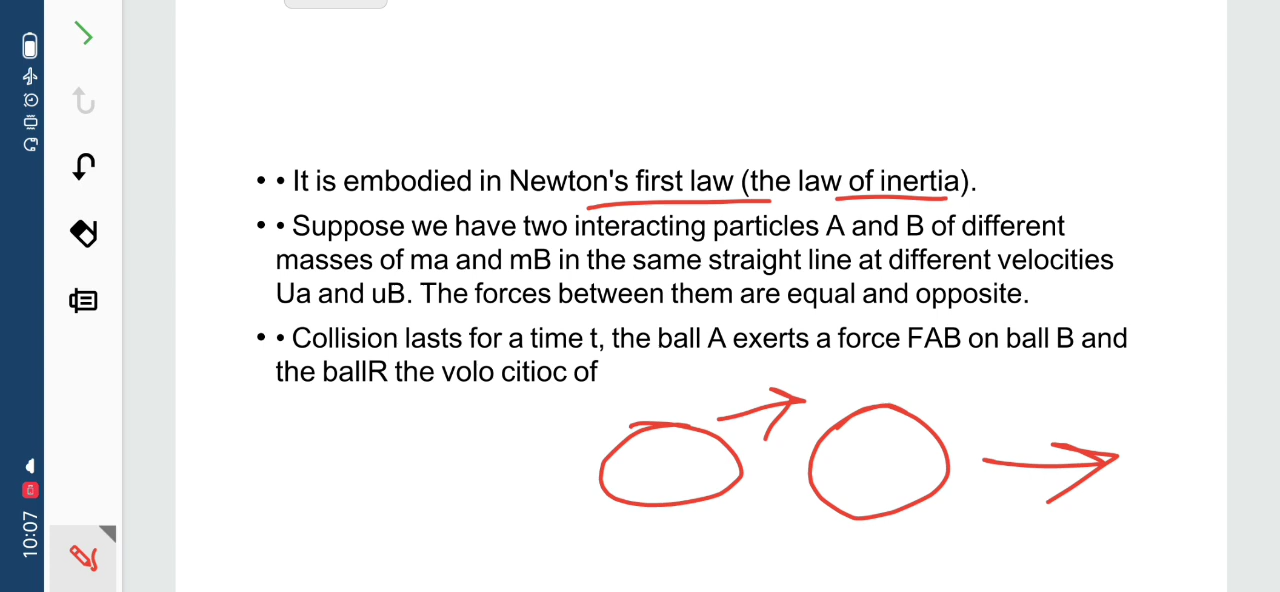 • • It is embodied in Newton's first law (the law of inertia).
• • Suppose we have two interacting particles A and B of different
masses of ma and mB in the same straight line at different velocities
Ua and uB. The forces between them are equal and opposite.
• • Collision lasts for a time t, the ball A exerts a force FAB on ball B and
the ballR the volo citioc of
10:07